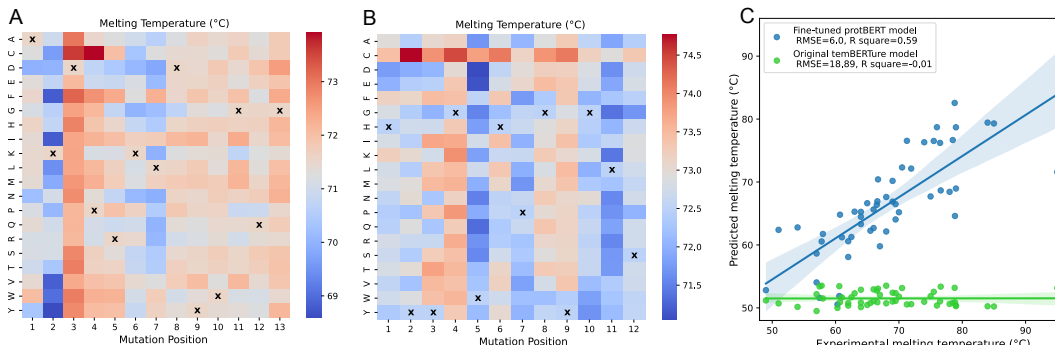 A
Melting Temperature (°C)
A
C
D
E
F
G
H
I
K
L
M
N
P
Q
R
S
T
V
W
Y
x
x
x
x
x
x
x
x
x
x
x
x
x
1 2 3 4 5 6 7 8 9 10 11 12 13
Mutation Position
73
72
71
70
69
B
Melting Temperature (°C)
A
C
D
E
F
G
H
I
K
L
M
N
P
Q
R
S
T
V
W
Y
x
x
x
x
x
x
x
x
x
x
x
x
1 2 3 4 5 6 7 8 9 10 11 12
Mutation Position
74.5
74.0
73.5
73.0
72.5
72.0
71.5
C
Fine-tuned protBERT model
RMSE=6.0, R square=0.59
Original temBERTure model
RMSE=18,89, R square=-0,01
Predicted melting temperature (°C)
90
80
70
60
50
50 60 70 80 90
Experimental melting temperature (°C)